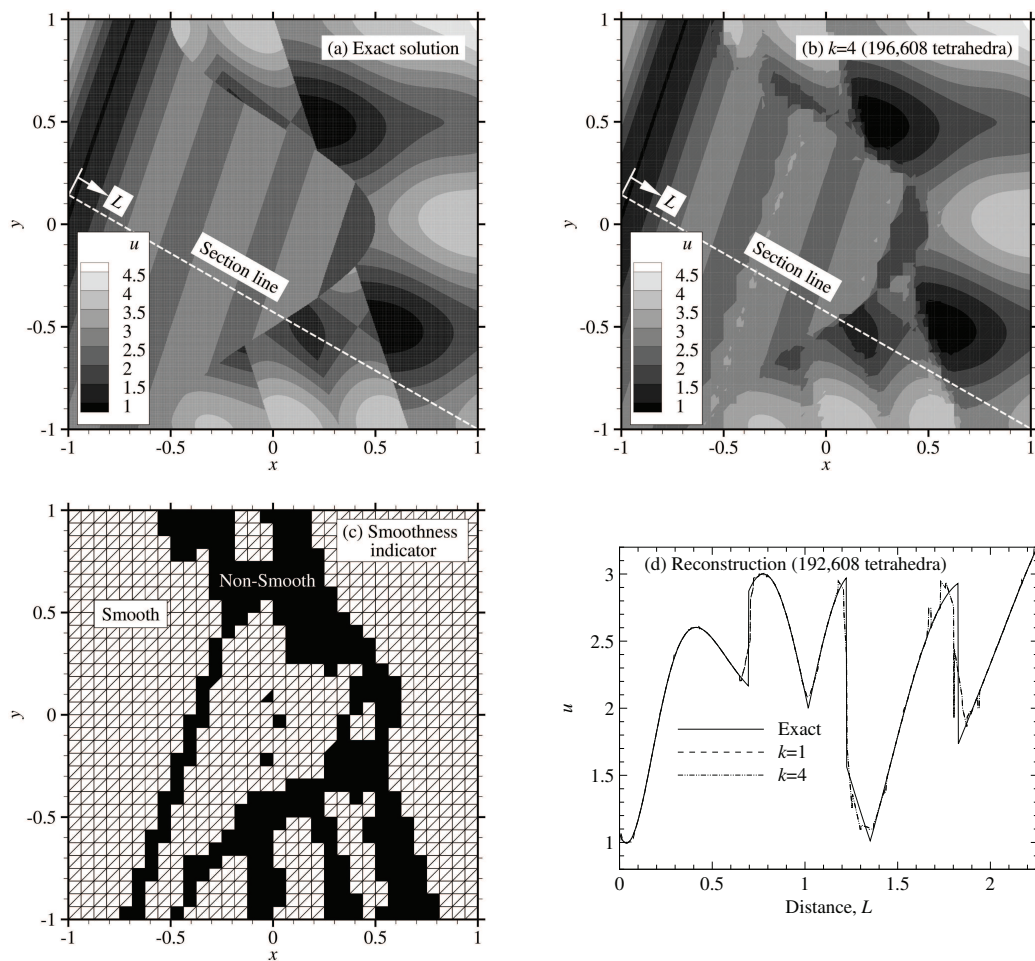 (a) Exact solution
1
0.5
0
-0.5
-1
y
L
Section line
u
4.5
4
3.5
3
2.5
2
1.5
1
-1
-0.5
0
0.5
1
x
(b) k=4 (196,608 tetrahedra)
1
0.5
0
-0.5
-1
y
L
Section line
u
4.5
4
3.5
3
2.5
2
1.5
1
-1
-0.5
0
0.5
1
x
(c) Smoothness
indicator
Non-Smooth
Smooth
1
0.5
0
-0.5
-1
y
-1
-0.5
0
0.5
1
x
(d) Reconstruction (192,608 tetrahedra)
3
2.5
2
1.5
1
u
Exact
k=1
k=4
0
0.5
1
1.5
2
Distance, L